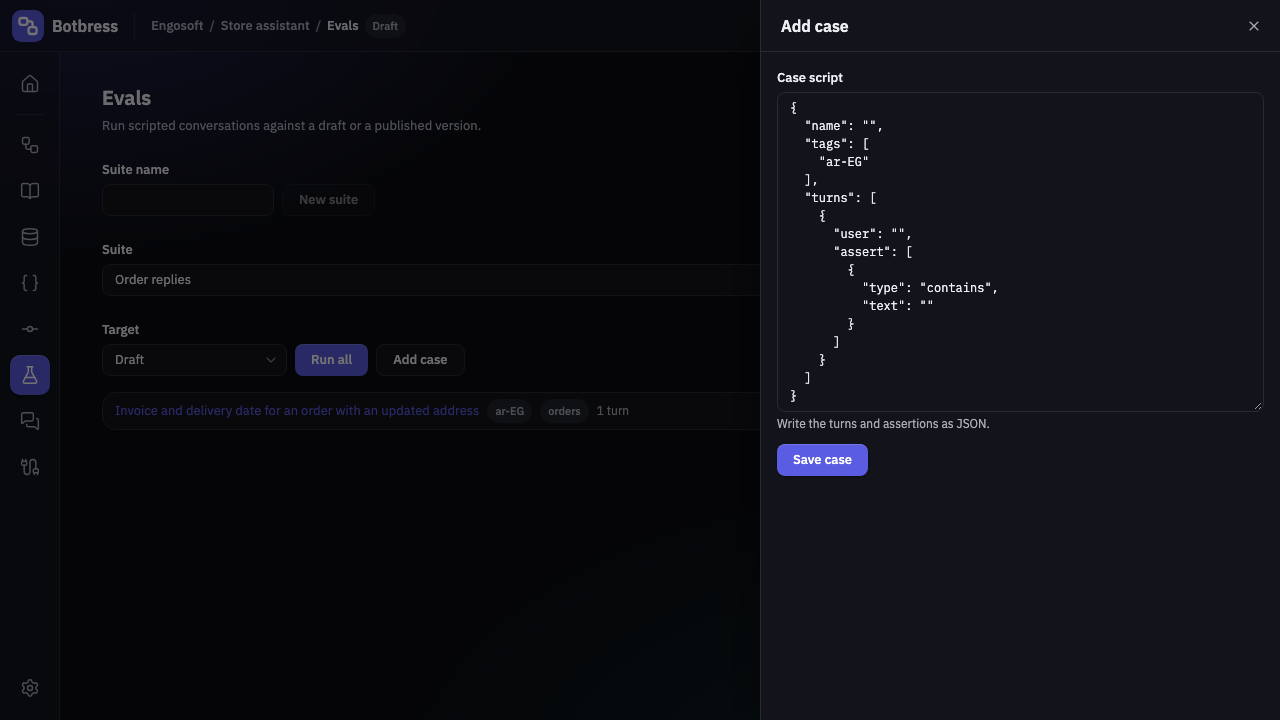 Botbress
Engosoft / Store assistant / Evals Draft
Add case
Evals
Run scripted conversations against a draft or a published version.
Suite name
New suite
Suite
Order replies
Target
Draft
Run all
Add case
Invoice and delivery date for an order with an updated address ar-EG orders 1 turn
Case script
{
  "name": "",
  "tags": [
    "ar-EG"
  ],
  "turns": [
    {
      "user": "",
      "assert": [
        {
          "type": "contains",
          "text": ""
        }
      ]
    }
  ]
}
Write the turns and assertions as JSON.
Save case